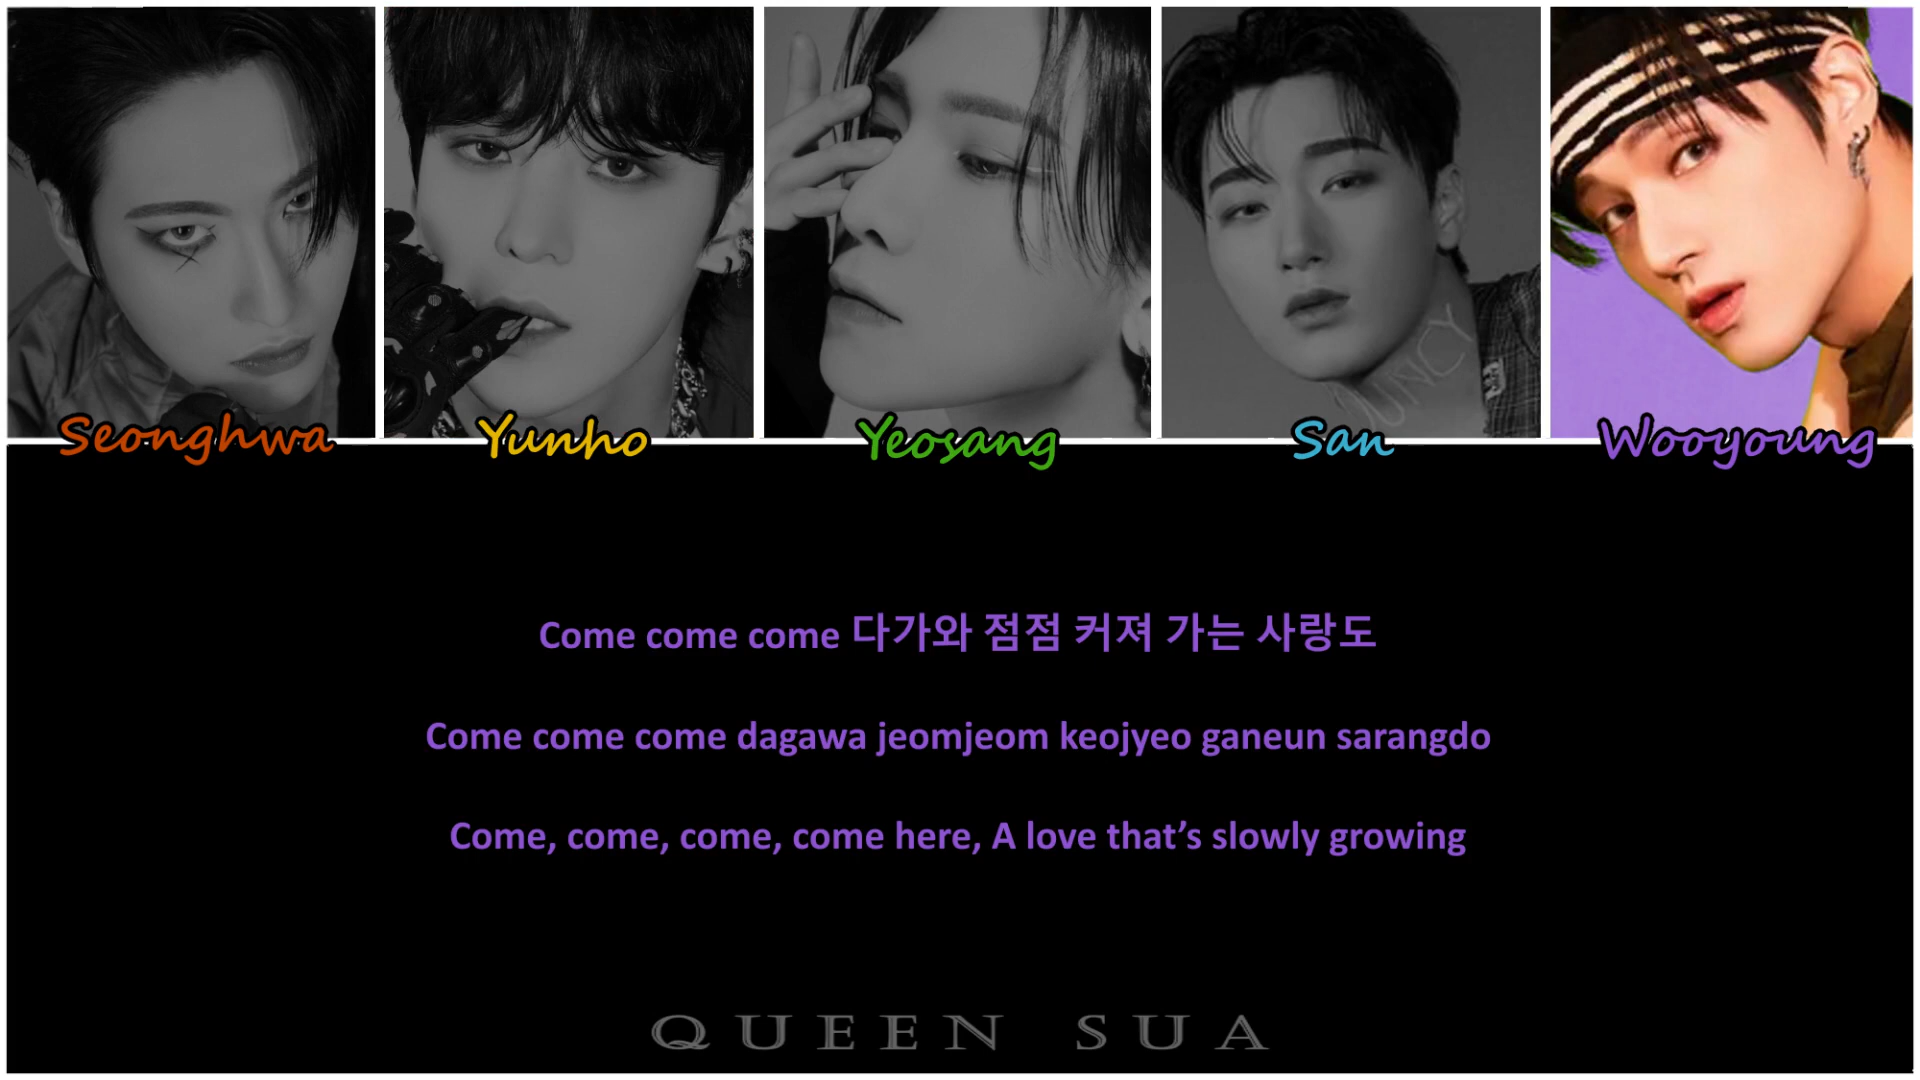 Seonghwa
Yunho
Yeosang
San
Wooyoung
Come come come 다가와 점점 커져 가는 사랑도
Come come come dagawa jeomjeom keojyeo ganeun sarangdo
Come, come, come, come here, A love that’s slowly growing
QUEEN SUA